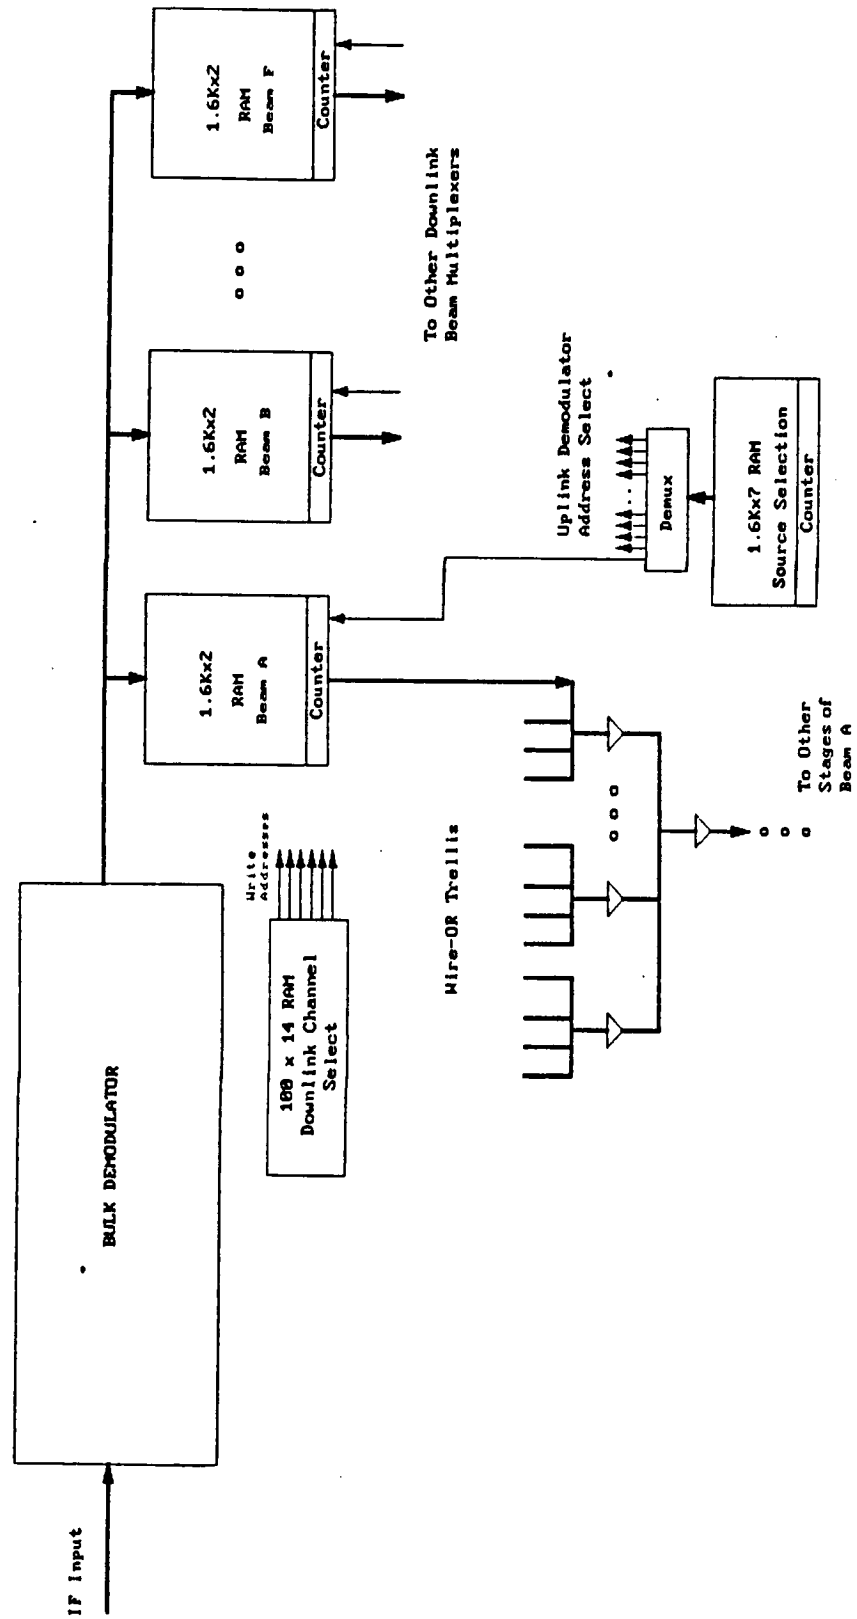 IF Input
BULK DEMODULATOR
Write
Addresses
100 x 14 RAM
Downlink Channel
Select
1.6Kx2
RAM
Beam A
Counter
1.6Kx2
RAM
Beam B
Counter
1.6Kx2
RAM
Beam F
Counter
To Other Downlink
Beam Multiplexers
Wire-OR Trellis
Uplink Demodulator
Address Select
Demux
1.6Kx7 RAM
Source Selection
Counter
To Other
Stages of
Beam A